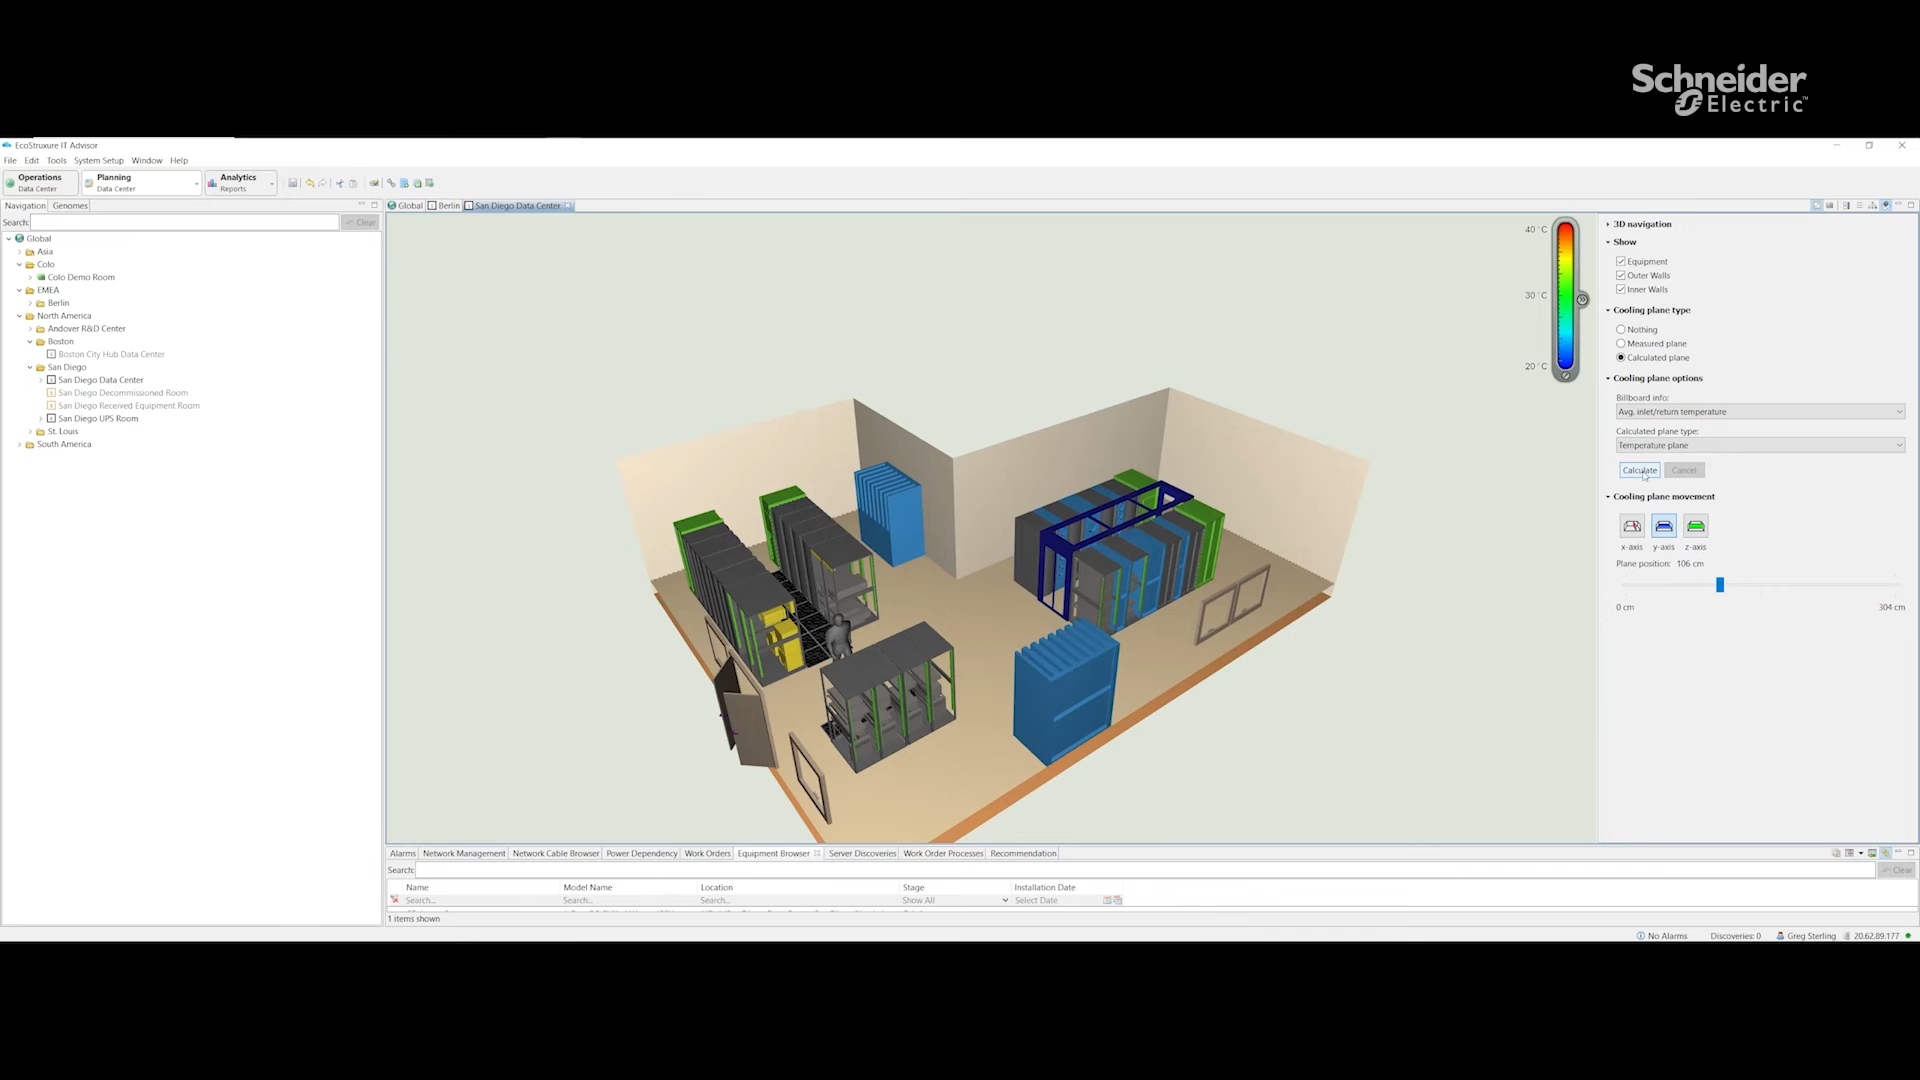 Schneider
Electric™
EcoStruxure IT Advisor
File Edit Tools System Setup Window Help
Operations
Data Center
Planning
Data Center
Analytics
Reports
Navigation Genomes
Search: Clear
Global
Asia
Colo
Colo Demo Room
EMEA
Berlin
North America
Andover R&D Center
Boston
Boston City Hub Data Center
San Diego
San Diego Data Center
San Diego Decommissioned Room
San Diego Received Equipment Room
San Diego UPS Room
St. Louis
South America
Global Berlin San Diego Data Center
40 °C
30 °C
20 °C
3D navigation
Show
Equipment
Outer Walls
Inner Walls
Cooling plane type
Nothing
Measured plane
Calculated plane
Cooling plane options
Billboard info:
Avg. inlet/return temperature
Calculated plane type:
Temperature plane
Calculate Cancel
Cooling plane movement
x-axis y-axis z-axis
Plane position: 106 cm
0 cm 304 cm
Alarms Network Management Network Cable Browser Power Dependency Work Orders Equipment Browser Server Discoveries Work Order Processes Recommendation
Search: Clear
Name Model Name Location Stage Installation Date
Search... Search... Search... Show All Select Date
1 items shown
No Alarms Discoveries: 0 Greg Sterling 20.62.89.177